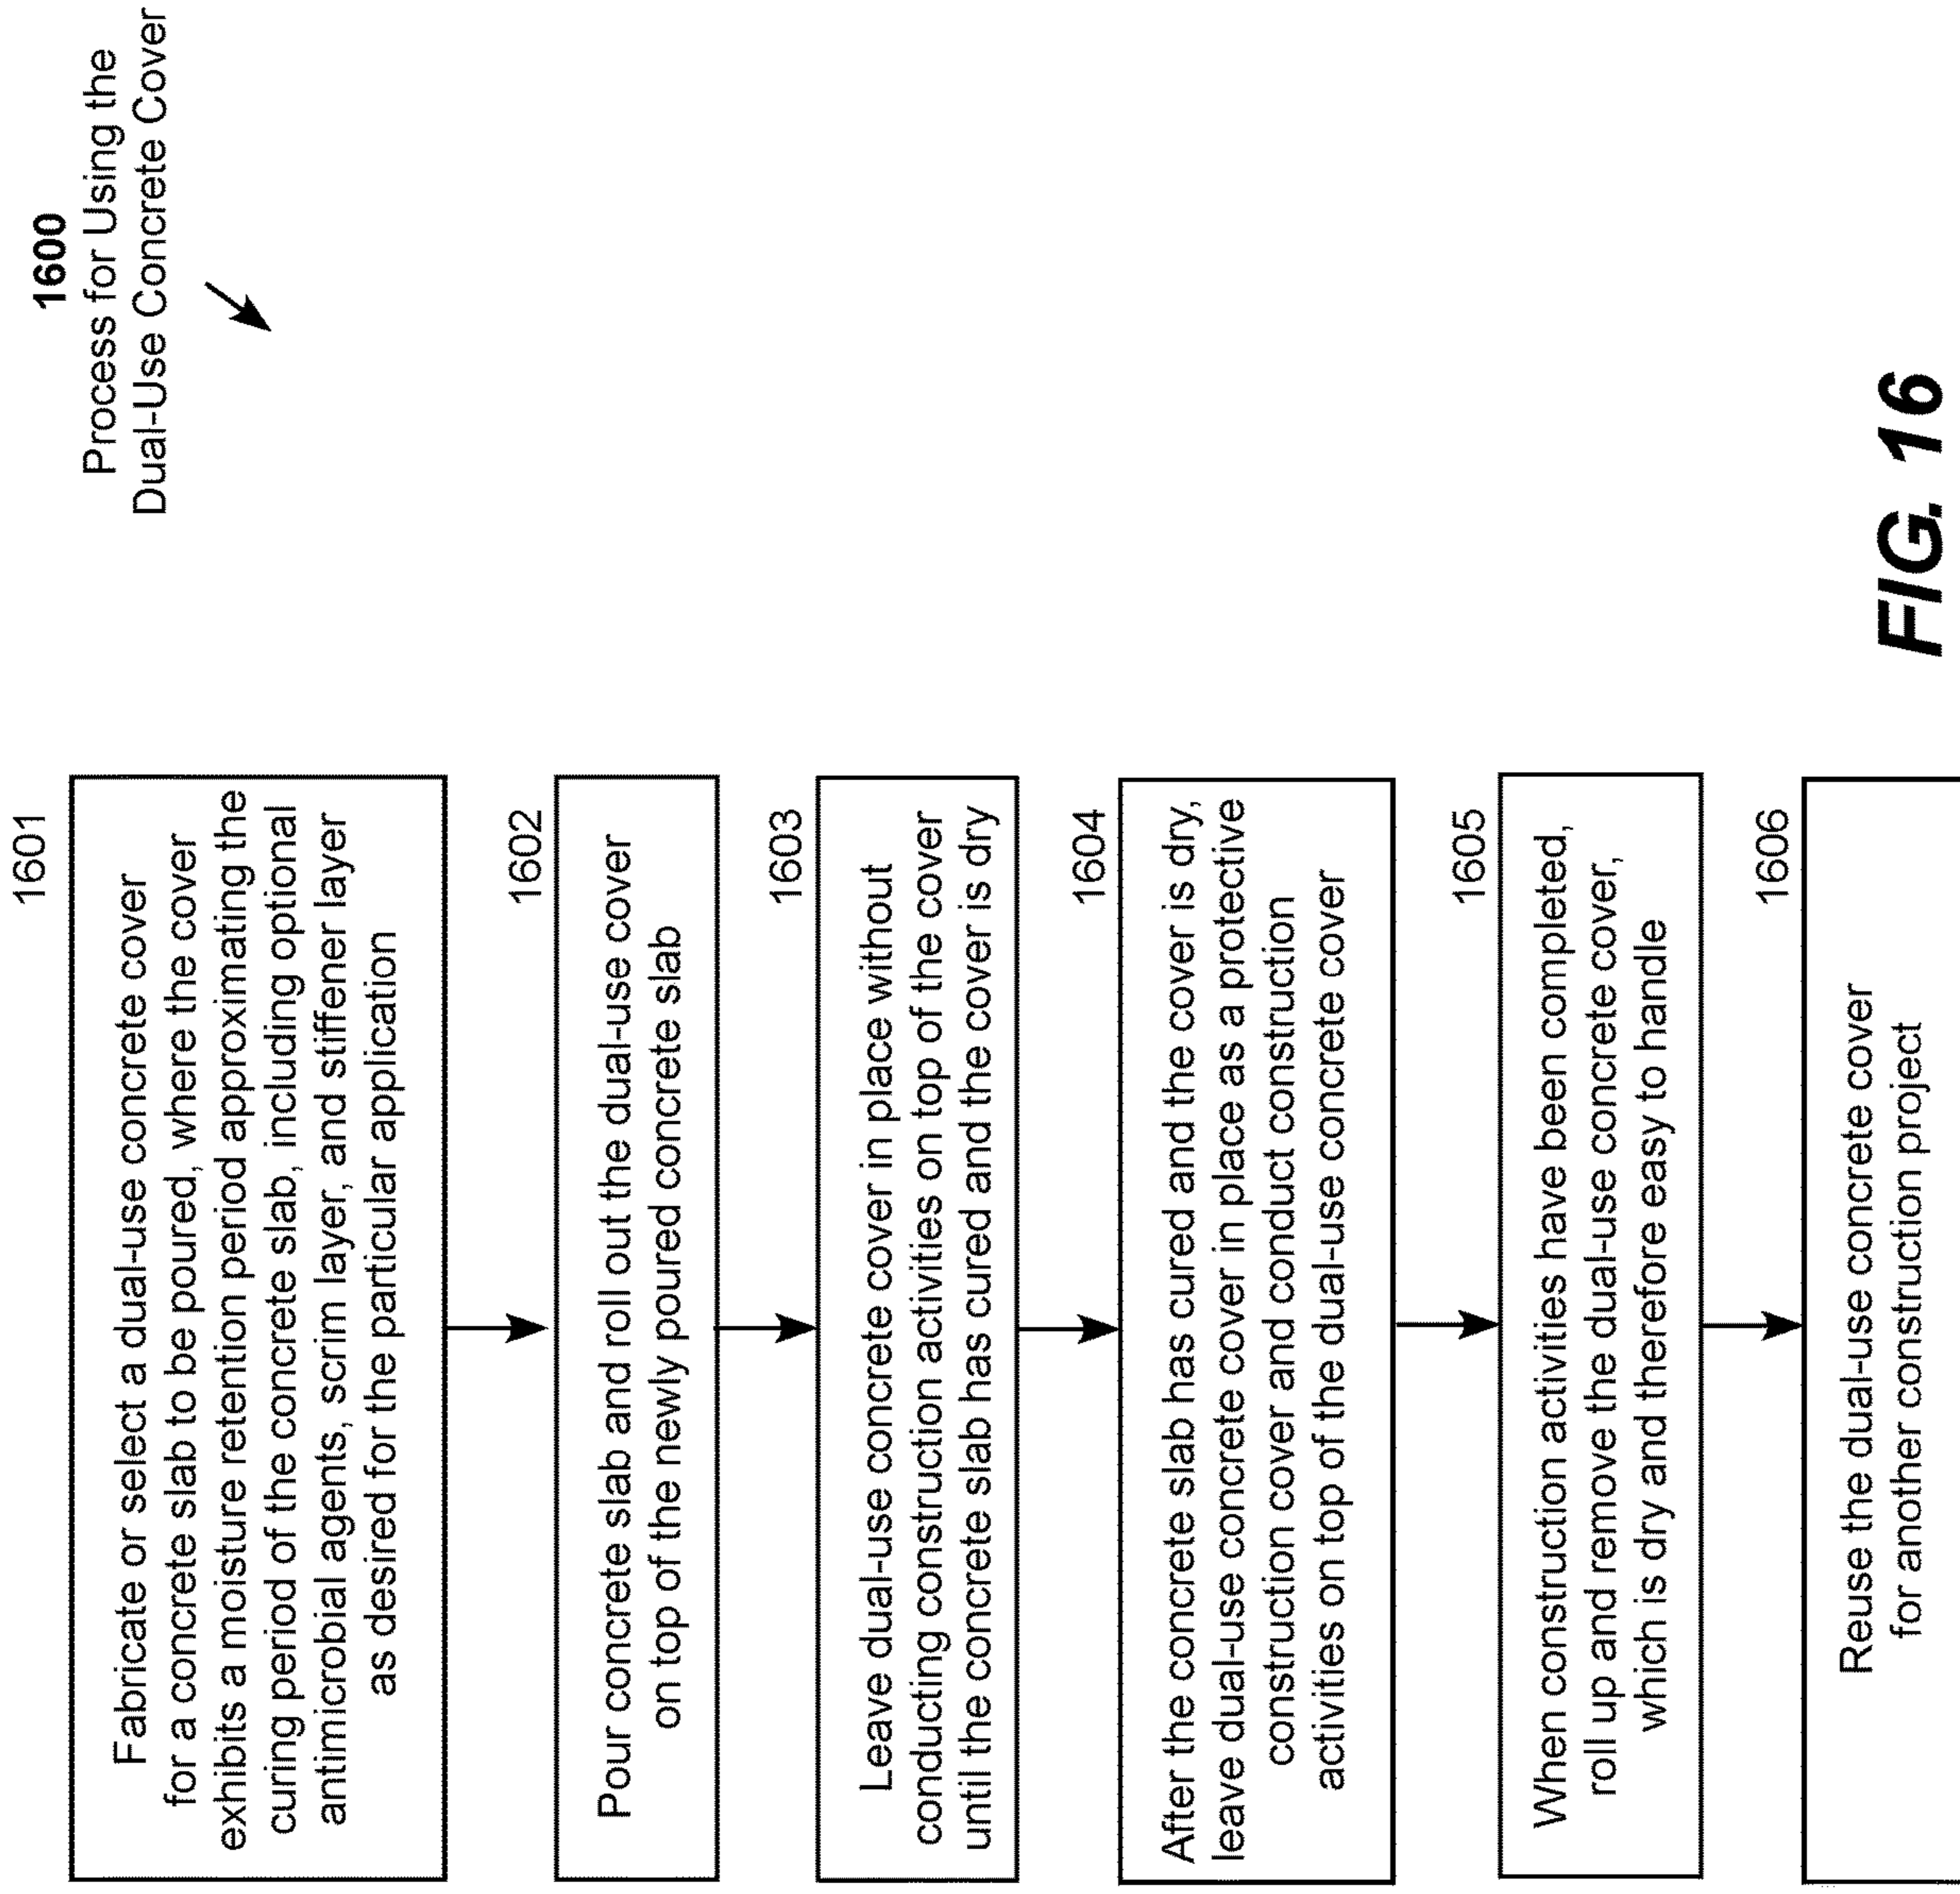 1600
Process for Using the
Dual-Use Concrete Cover
1601
Fabricate or select a dual-use concrete cover
for a concrete slab to be poured, where the cover
exhibits a moisture retention period approximating the
curing period of the concrete slab, including optional
antimicrobial agents, scrim layer, and stiffener layer
as desired for the particular application
1602
Pour concrete slab and roll out the dual-use cover
on top of the newly poured concrete slab
1603
Leave dual-use concrete cover in place without
conducting construction activities on top of the cover
until the concrete slab has cured and the cover is dry
1604
After the concrete slab has cured and the cover is dry,
leave dual-use concrete cover in place as a protective
construction cover and conduct construction
activities on top of the dual-use concrete cover
1605
When construction activities have been completed,
roll up and remove the dual-use concrete cover,
which is dry and therefore easy to handle
1606
Reuse the dual-use concrete cover
for another construction project
FIG. 16